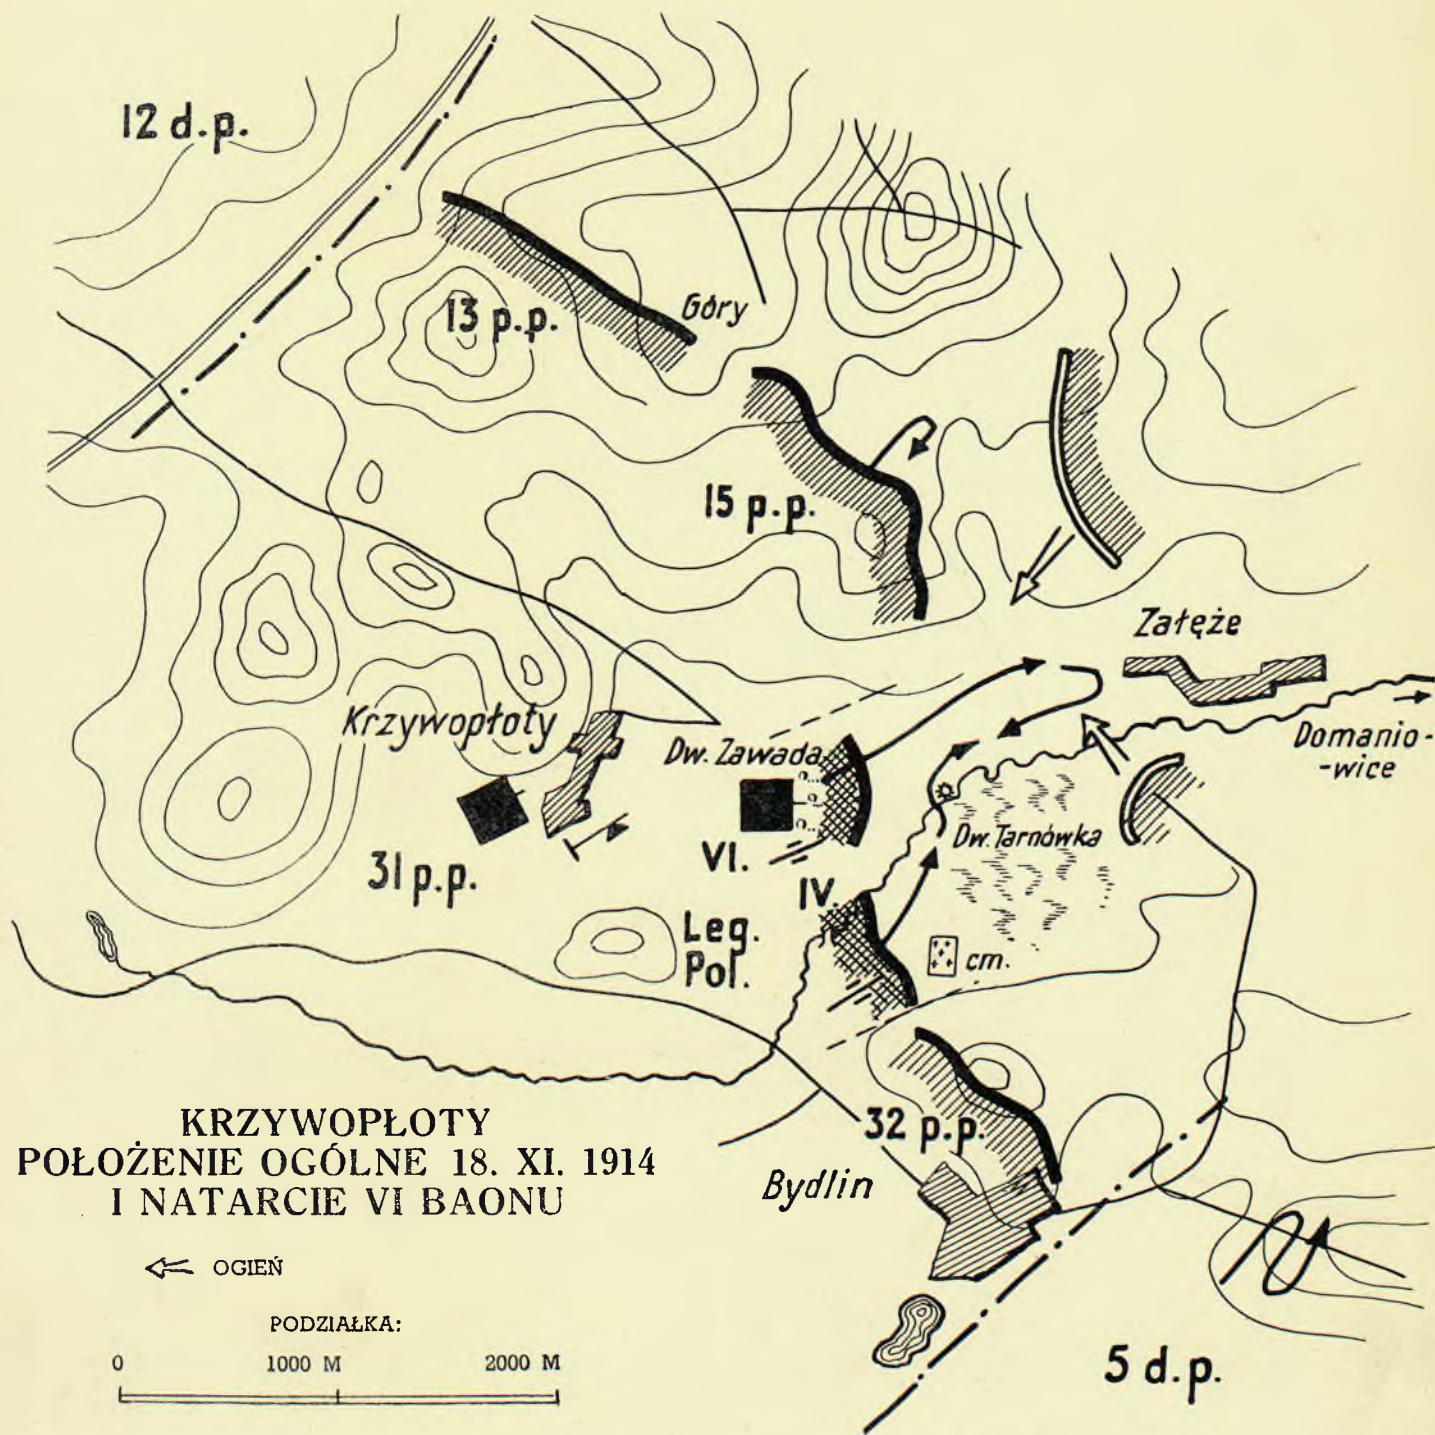 12 d.p.
13 p.p.
Góry
15 p.p.
Załęże
Krzywopłoty
Dw. Zawada
Domanio-
-wice
Dw. Tarnówka
VI.
31 p.p.
IV.
Leg.
Pol.
cm.
32 p.p.
Bydlin
5 d.p.
KRZYWOPŁOTY
POŁOŻENIE OGÓLNE 18. XI. 1914
I NATARCIE VI BAONU
OGIEŃ
PODZIAŁKA:
0 1000 M 2000 M